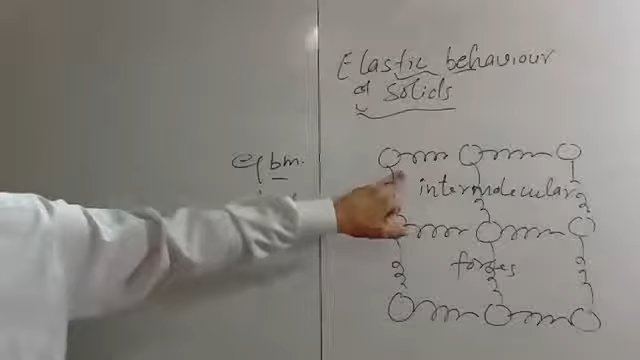 Elastic behaviour
of Solids
eqbm.
intermolecular
forces